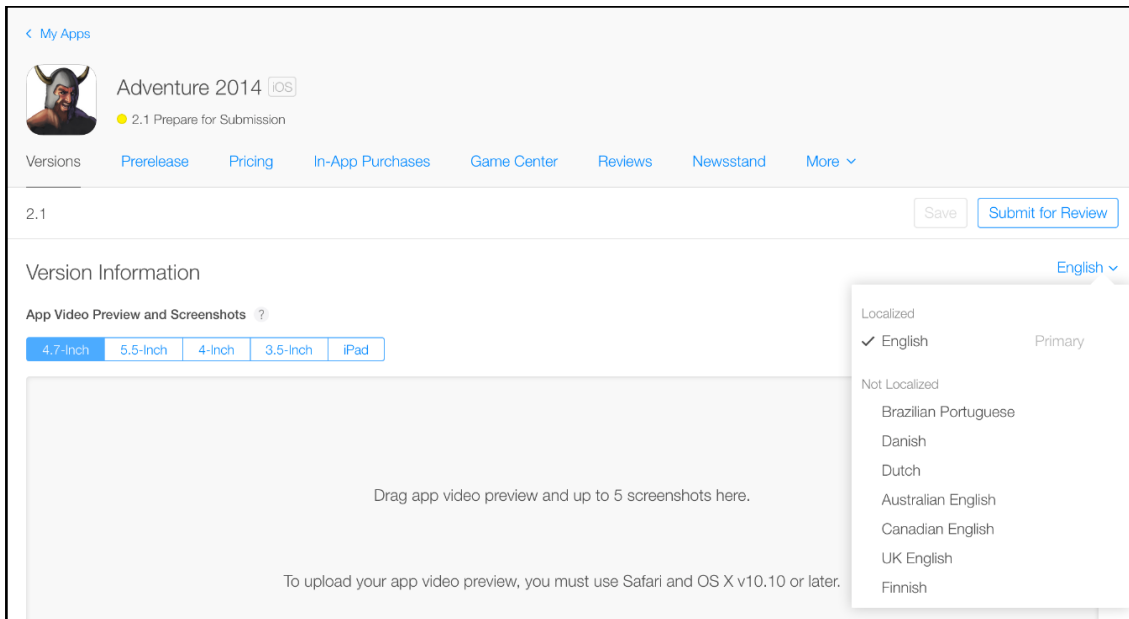 My Apps
Adventure 2014 iOS
2.1 Prepare for Submission
Versions Prerelease Pricing In-App Purchases Game Center Reviews Newsstand More
2.1 Save Submit for Review
Version Information English
App Video Preview and Screenshots ?
4.7-Inch 5.5-Inch 4-Inch 3.5-Inch iPad
Drag app video preview and up to 5 screenshots here.
To upload your app video preview, you must use Safari and OS X v10.10 or later.
Localized
English Primary
Not Localized
Brazilian Portuguese
Danish
Dutch
Australian English
Canadian English
UK English
Finnish